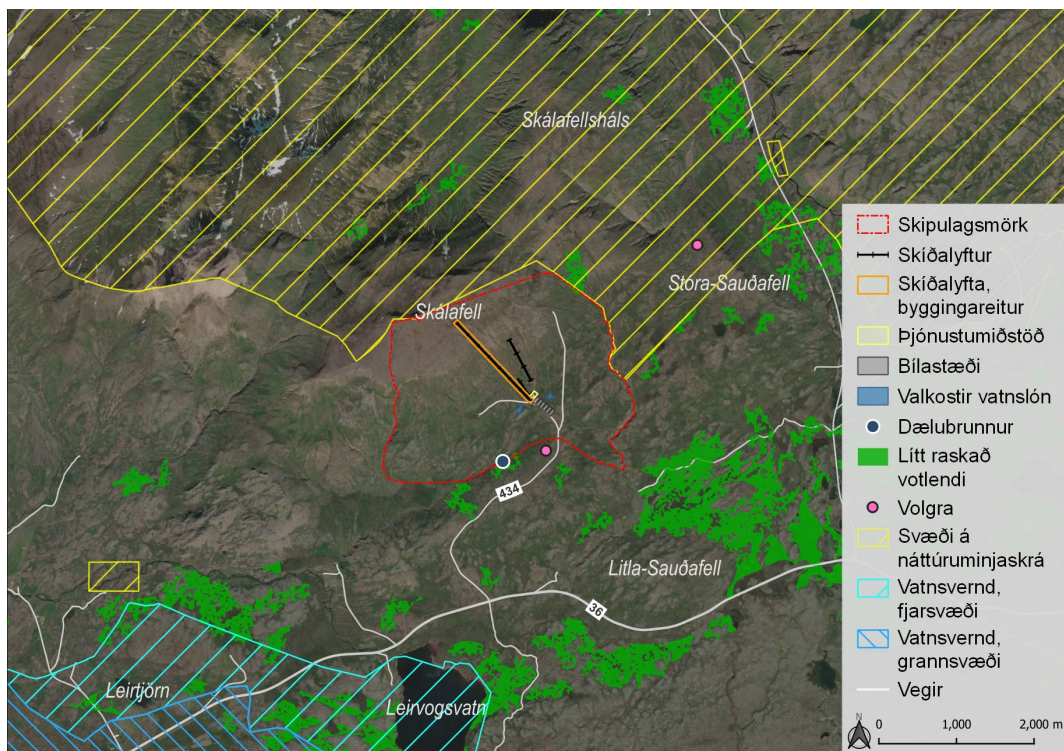 Skálafellsháls
Stóra-Sauðafell
Skálafell
434
Litla-Sauðafell
36
Leirtjörn
Leirvogsvatn
Skipulagsmörk
Skíðalyftur
Skíðalyfta,
byggingareitur
Þjónustumiðstöð
Bílastæði
Valkostir vatnslón
Dælubrunnur
Lítt raskað
votlendi
Volgra
Svæði á
náttúruminjaskrá
Vatnsvernd,
fjarsvæði
Vatnsvernd,
grannsvæði
Vegir
N
0 1,000 2,000 m